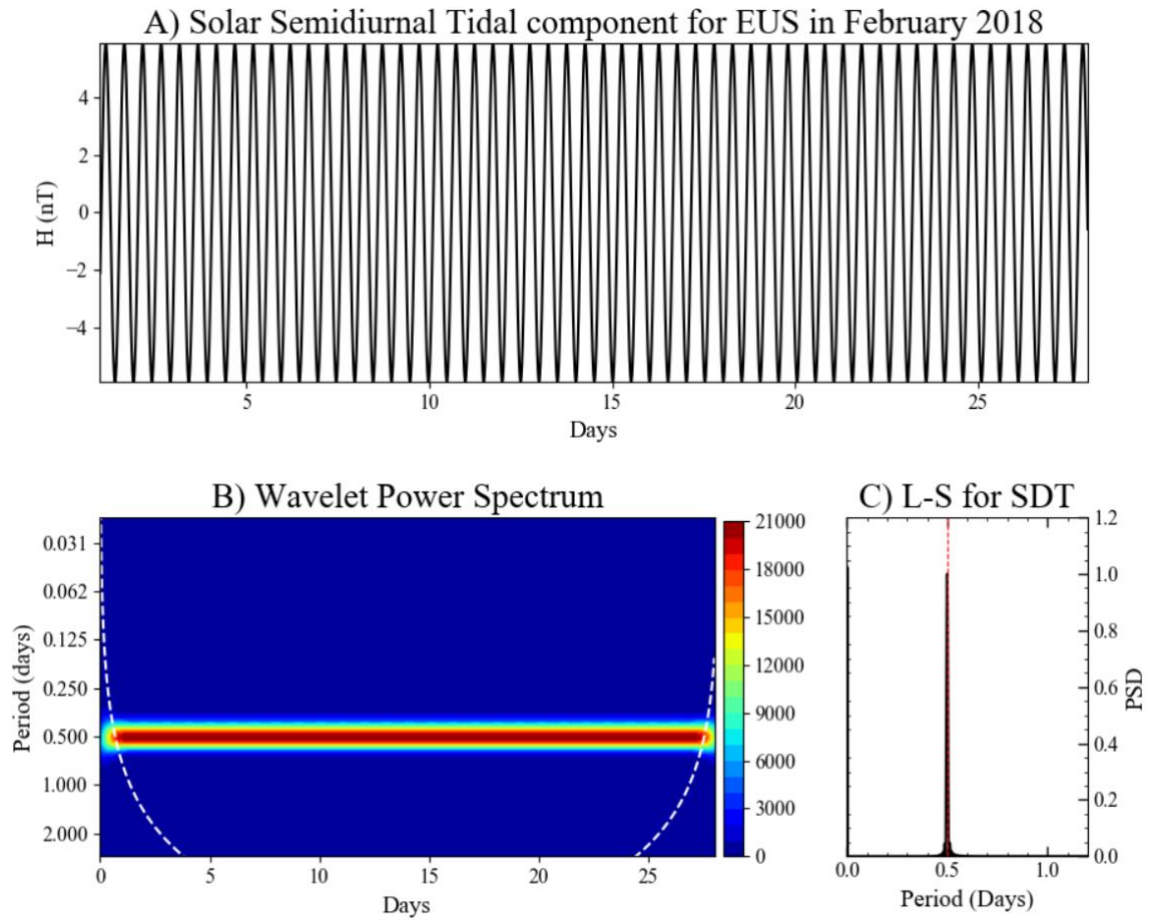 A) Solar Semidiurnal Tidal component for EUS in February 2018
4
2
0
−2
−4
H (nT)
5 10 15 20 25
Days
B) Wavelet Power Spectrum
0.031
0.062
0.125
0.250
0.500
1.000
2.000
Period (days)
0 5 10 15 20 25
Days
21000
18000
15000
12000
9000
6000
3000
0
C) L-S for SDT
1.2
1.0
0.8
0.6
0.4
0.2
0.0
PSD
0.0 0.5 1.0
Period (Days)